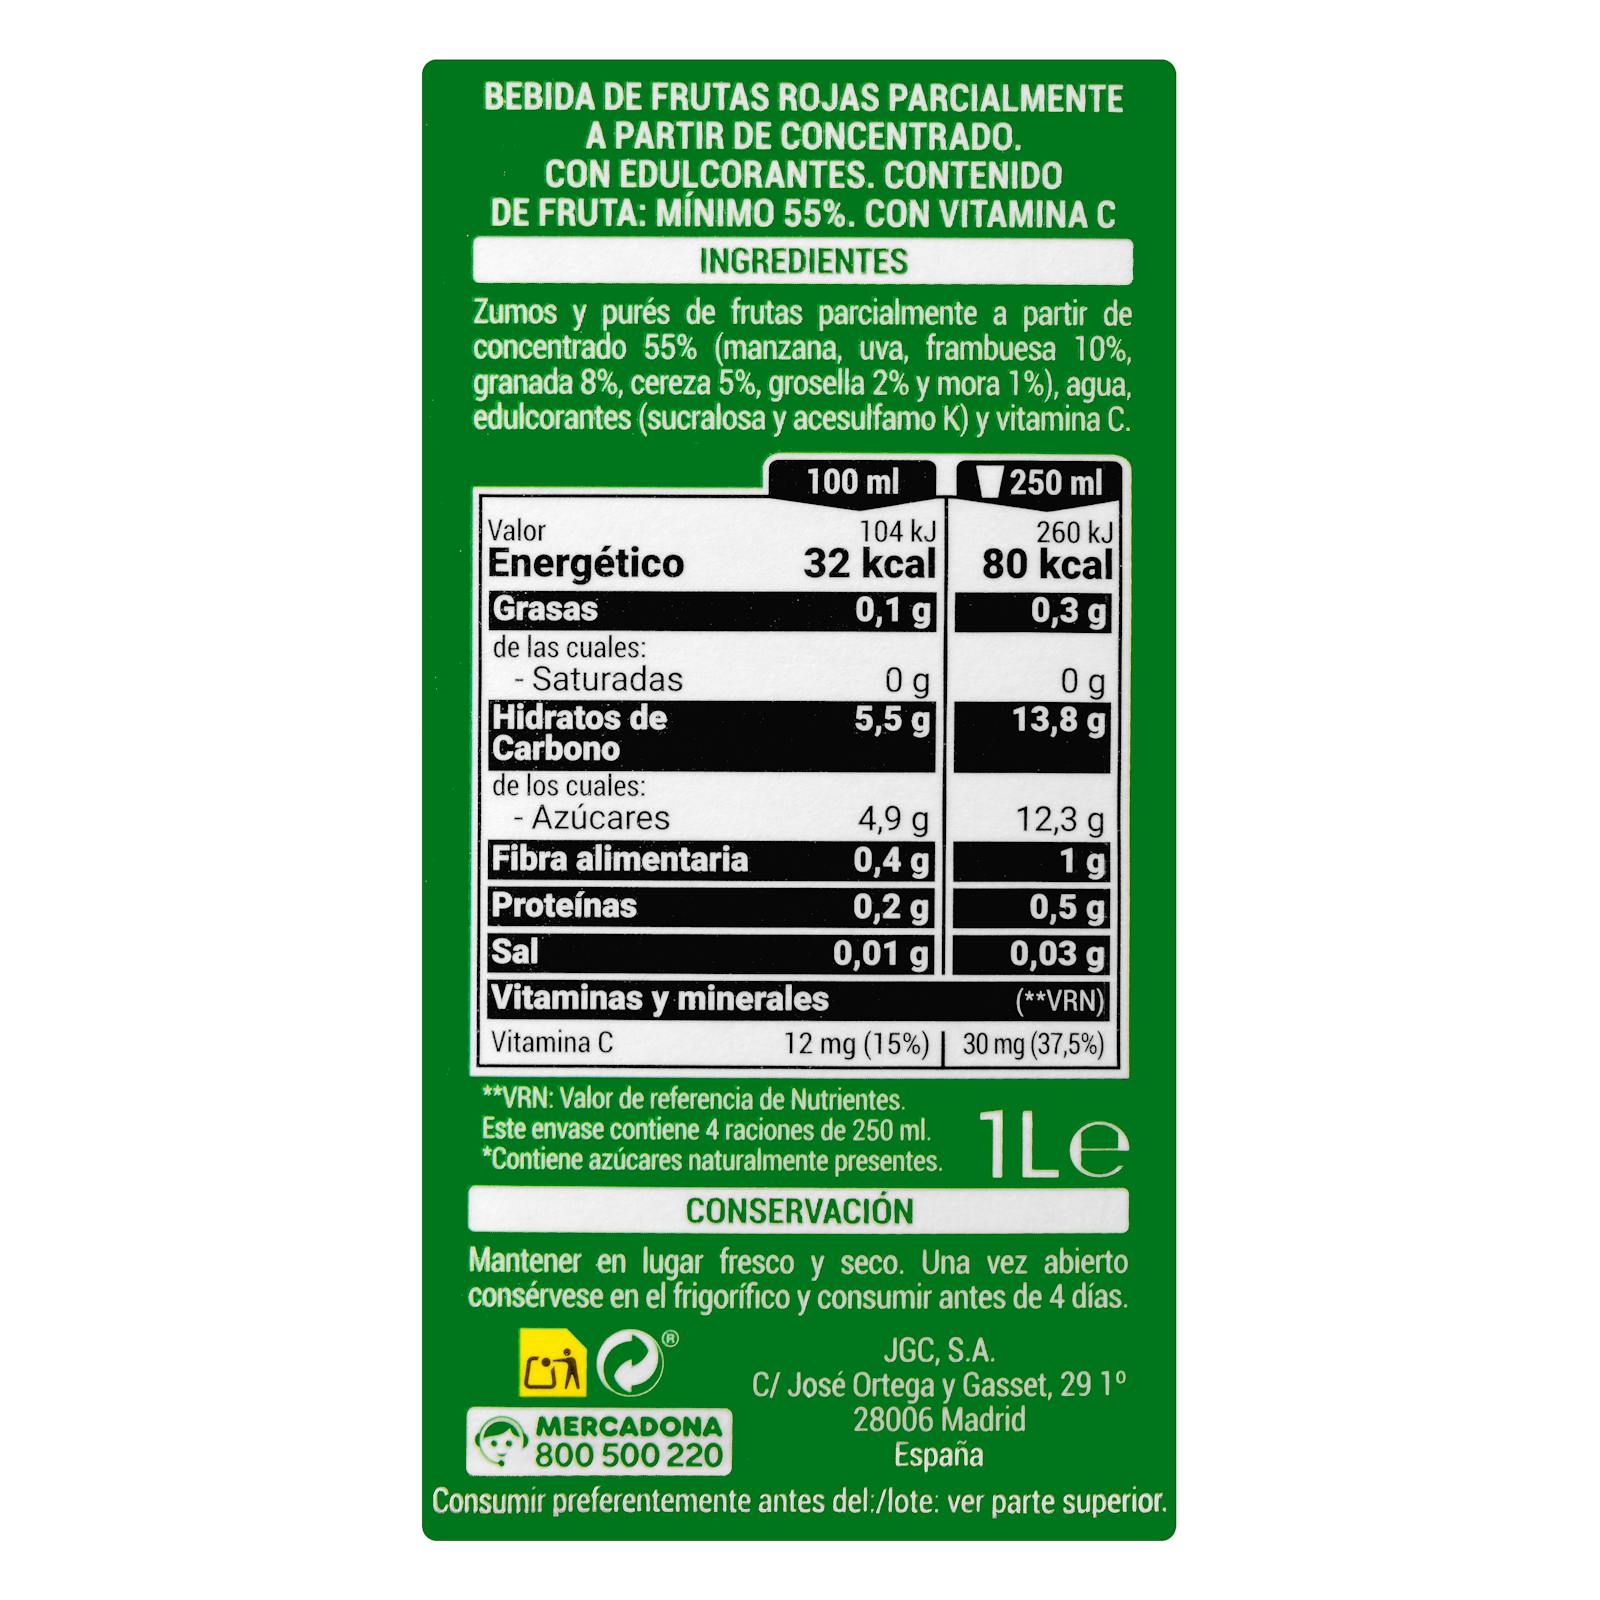 BEBIDA DE FRUTAS ROJAS PARCIALMENTE
A PARTIR DE CONCENTRADO.
CON EDULCORANTES. CONTENIDO
DE FRUTA: MÍNIMO 55%. CON VITAMINA C
INGREDIENTES
Zumos y purés de frutas parcialmente a partir de
concentrado 55% (manzana, uva, frambuesa 10%,
granada 8%, cereza 5%, grosella 2% y mora 1%), agua,
edulcorantes (sucralosa y acesulfamo K) y vitamina C.
100 ml 250 ml
Valor 104 kJ 260 kJ
Energético 32 kcal 80 kcal
Grasas 0,1 g 0,3 g
de las cuales:
- Saturadas 0 g 0 g
Hidratos de 5,5 g 13,8 g
Carbono
de los cuales:
- Azúcares 4,9 g 12,3 g
Fibra alimentaria 0,4 g 1 g
Proteínas 0,2 g 0,5 g
Sal 0,01 g 0,03 g
Vitaminas y minerales (**VRN)
Vitamina C 12 mg (15%) 30 mg (37,5%)
**VRN: Valor de referencia de Nutrientes.
Este envase contiene 4 raciones de 250 ml.
*Contiene azúcares naturalmente presentes.
1L e
CONSERVACIÓN
Mantener en lugar fresco y seco. Una vez abierto
consérvese en el frigorífico y consumir antes de 4 días.
®
MERCADONA
800 500 220
JGC, S.A.
C/ José Ortega y Gasset, 29 1º
28006 Madrid
España
Consumir preferentemente antes del:/lote: ver parte superior.